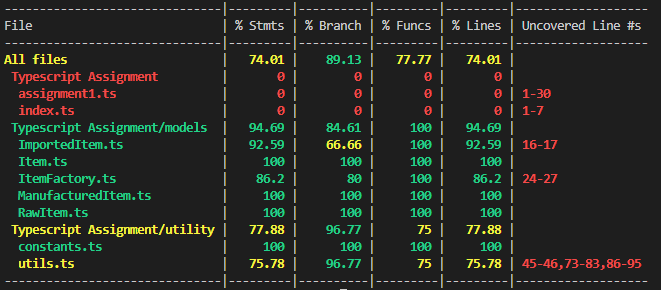 -------------------------------|---------|----------|---------|---------|-------------------
File                           | % Stmts | % Branch | % Funcs | % Lines | Uncovered Line #s
-------------------------------|---------|----------|---------|---------|-------------------
All files                      |   74.01 |    89.13 |   77.77 |   74.01 |
 Typescript Assignment         |       0 |        0 |       0 |       0 |
  assignment1.ts               |       0 |        0 |       0 |       0 | 1-30
  index.ts                     |       0 |        0 |       0 |       0 | 1-7
 Typescript Assignment/models  |   94.69 |    84.61 |     100 |   94.69 |
  ImportedItem.ts              |   92.59 |    66.66 |     100 |   92.59 | 16-17
  Item.ts                      |     100 |      100 |     100 |     100 |
  ItemFactory.ts               |    86.2 |       80 |     100 |    86.2 | 24-27
  ManufacturedItem.ts          |     100 |      100 |     100 |     100 |
  RawItem.ts                   |     100 |      100 |     100 |     100 |
 Typescript Assignment/utility |   77.88 |    96.77 |      75 |   77.88 |
  constants.ts                 |     100 |      100 |     100 |     100 |
  utils.ts                     |   75.78 |    96.77 |      75 |   75.78 | 45-46,73-83,86-95
-------------------------------|---------|----------|---------|---------|-------------------